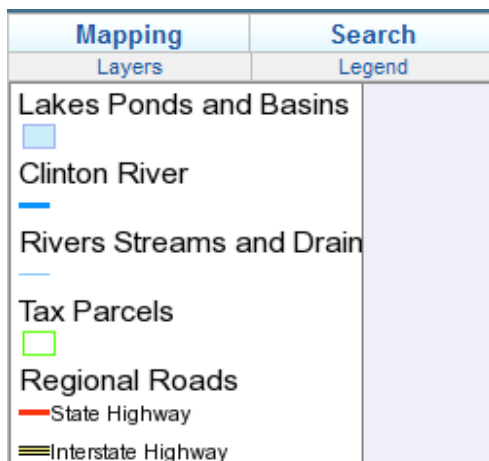 Mapping Search
Layers Legend
Lakes Ponds and Basins
Clinton River
Rivers Streams and Drain
Tax Parcels
Regional Roads
State Highway
Interstate Highway